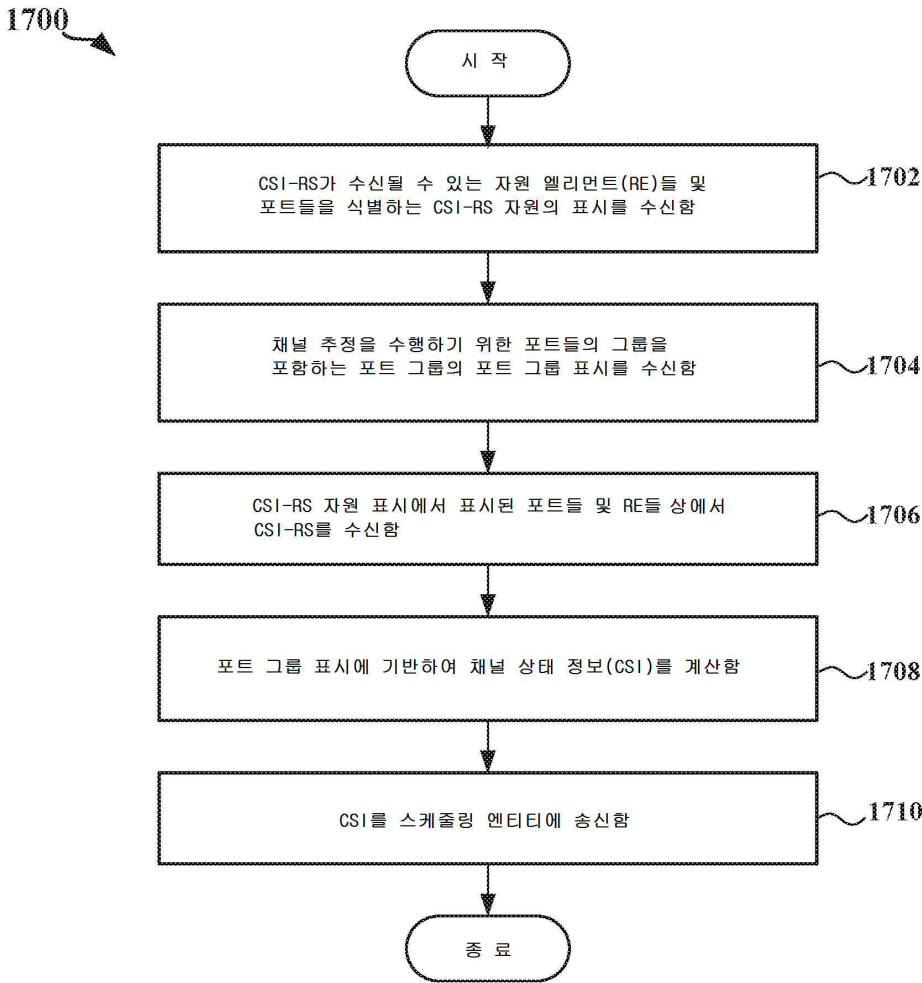 1700
시 작
CSI-RS가 수신될 수 있는 자원 엘리먼트(RE)들 및
포트들을 식별하는 CSI-RS 자원의 표시를 수신함
1702
채널 추정을 수행하기 위한 포트들의 그룹을
포함하는 포트 그룹의 포트 그룹 표시를 수신함
1704
CSI-RS 자원 표시에서 표시된 포트들 및 RE들 상에서
CSI-RS를 수신함
1706
포트 그룹 표시에 기반하여 채널 상태 정보(CSI)를 계산함
1708
CSI를 스케줄링 엔티티에 송신함
1710
종 료